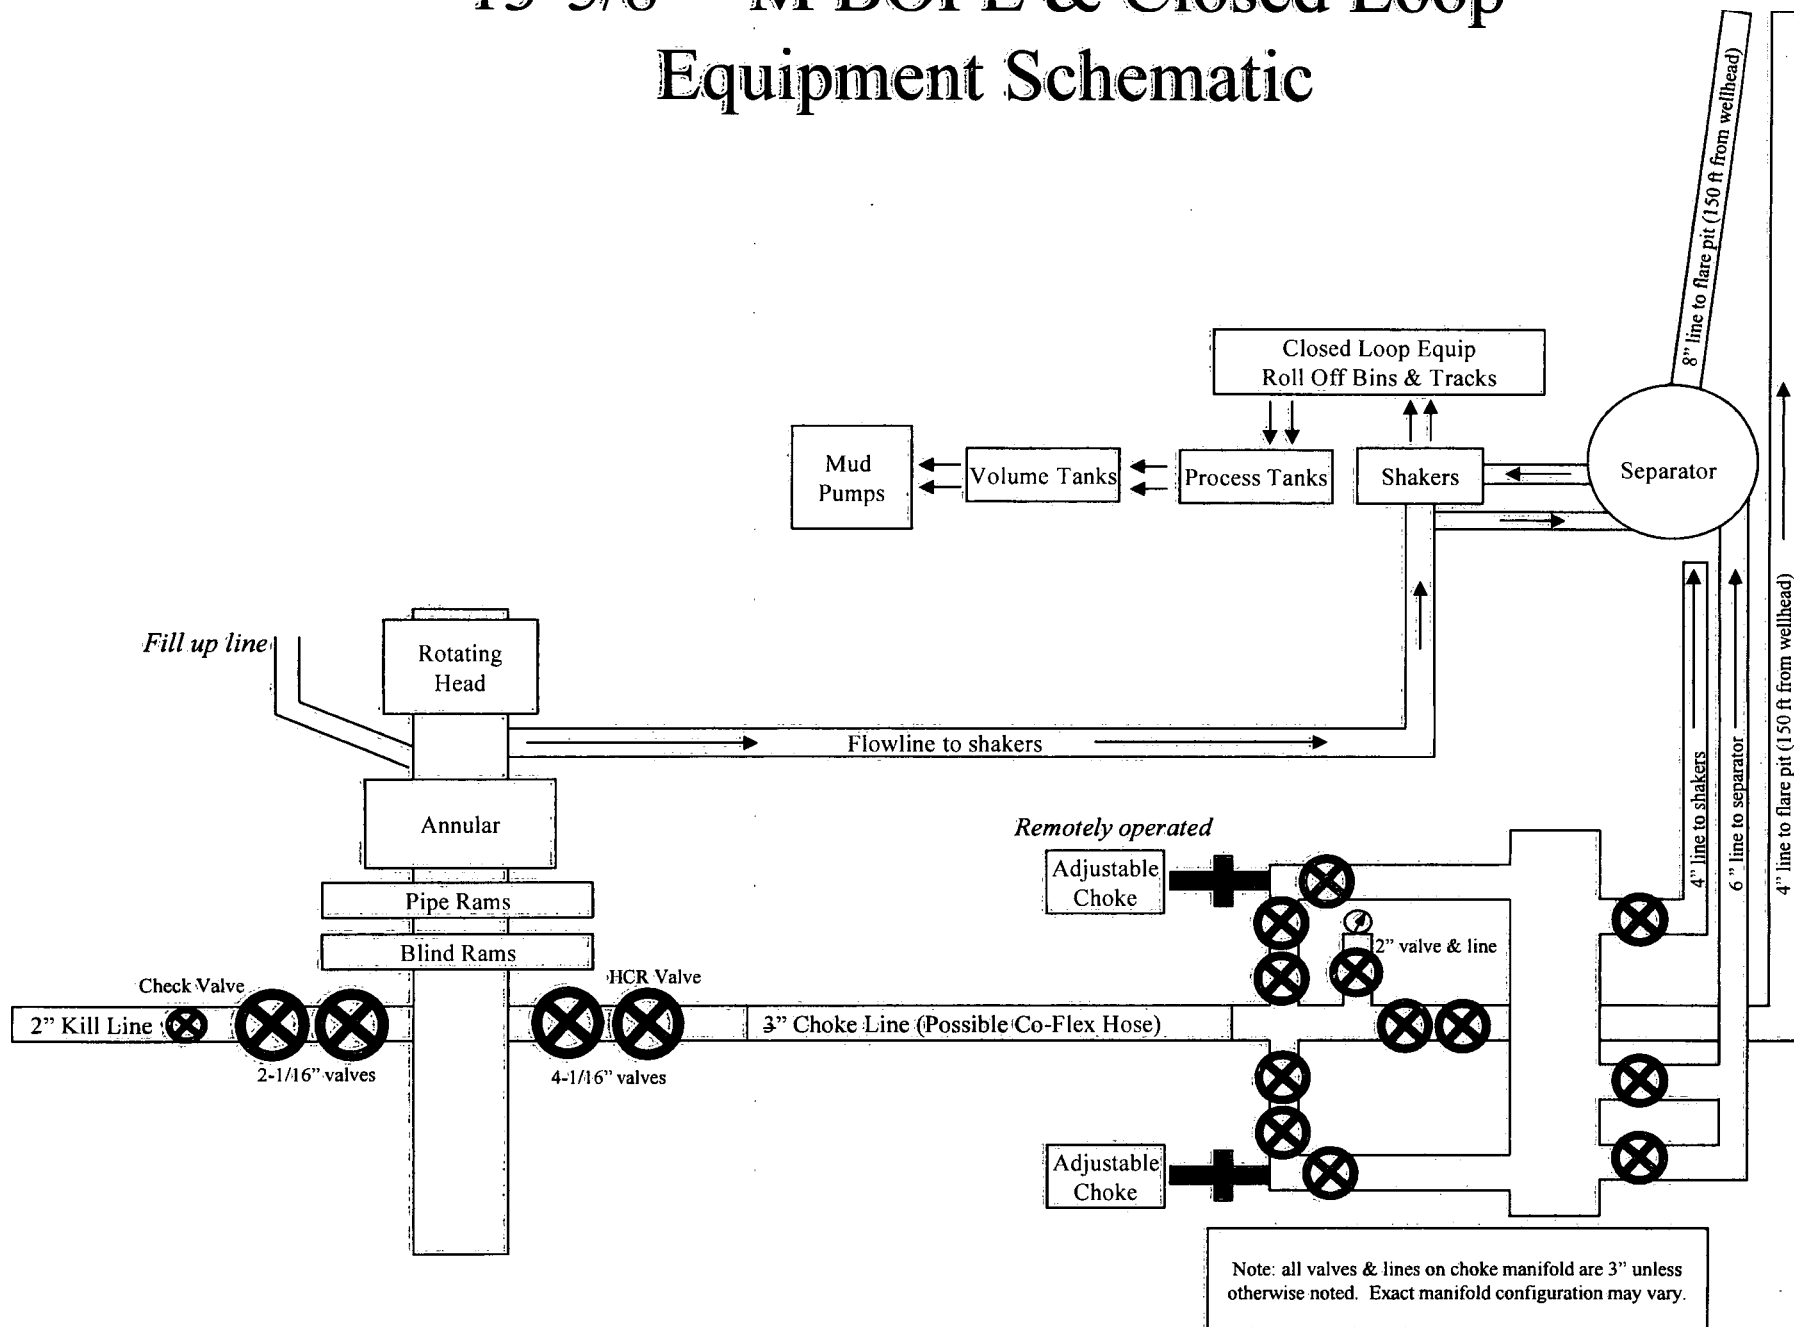 M BOPE & Closed Loop
Equipment Schematic
8” line to flare pit (150 ft from wellhead)
Closed Loop Equip
Roll Off Bins & Tracks
Mud
Pumps
Volume Tanks
Process Tanks
Shakers
Separator
Fill up line
Rotating
Head
Flowline to shakers
Annular
Pipe Rams
Blind Rams
Check Valve
HCR Valve
2” Kill Line
3” Choke Line (Possible Co-Flex Hose)
2-1/16” valves
4-1/16” valves
Remotely operated
Adjustable
Choke
2” valve & line
Adjustable
Choke
4” line to shakers
6 ” line to separator
4” line to flare pit (150 ft from wellhead)
Note: all valves & lines on choke manifold are 3” unless
otherwise noted. Exact manifold configuration may vary.